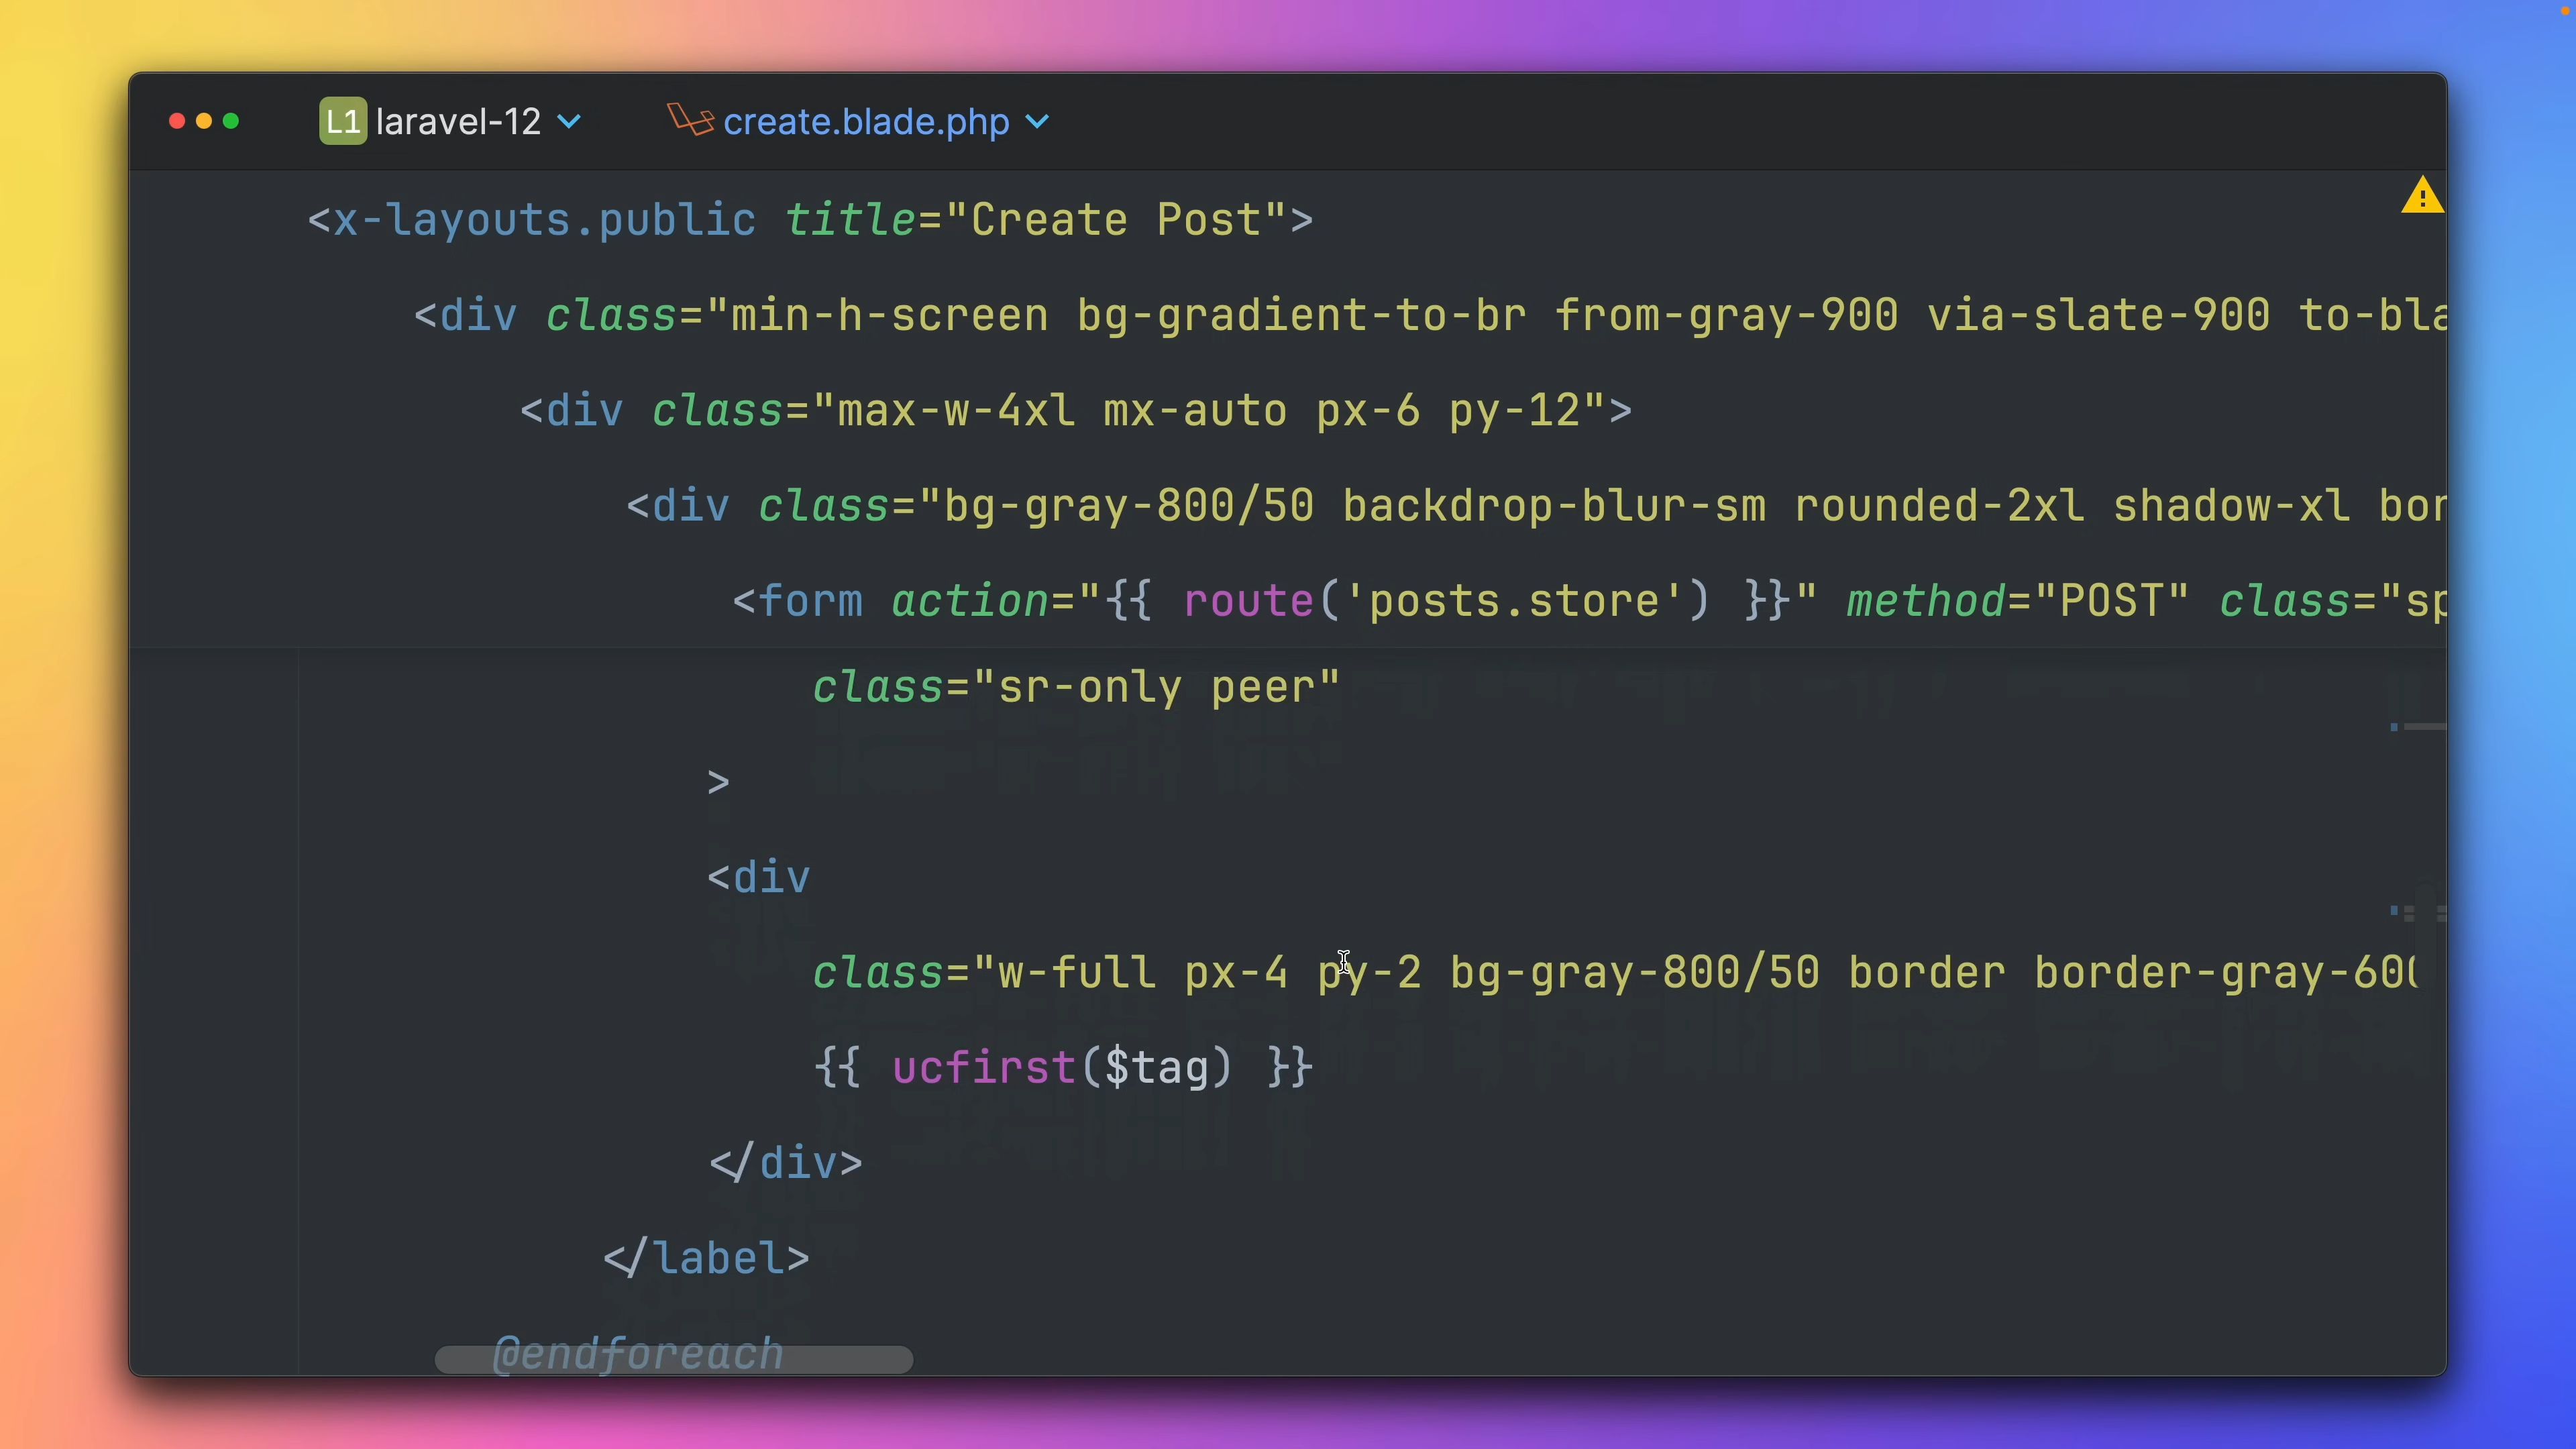 L1 laravel-12 create.blade.php
<x-layouts.public title="Create Post">
<div class="min-h-screen bg-gradient-to-br from-gray-900 via-slate-900 to-bla
<div class="max-w-4xl mx-auto px-6 py-12">
<div class="bg-gray-800/50 backdrop-blur-sm rounded-2xl shadow-xl bor
<form action="{{ route('posts.store') }}" method="POST" class="sp
class="sr-only peer"
>
<div
class="w-full px-4 py-2 bg-gray-800/50 border border-gray-600
{{ ucfirst($tag) }}
</div>
</label>
@endforeach